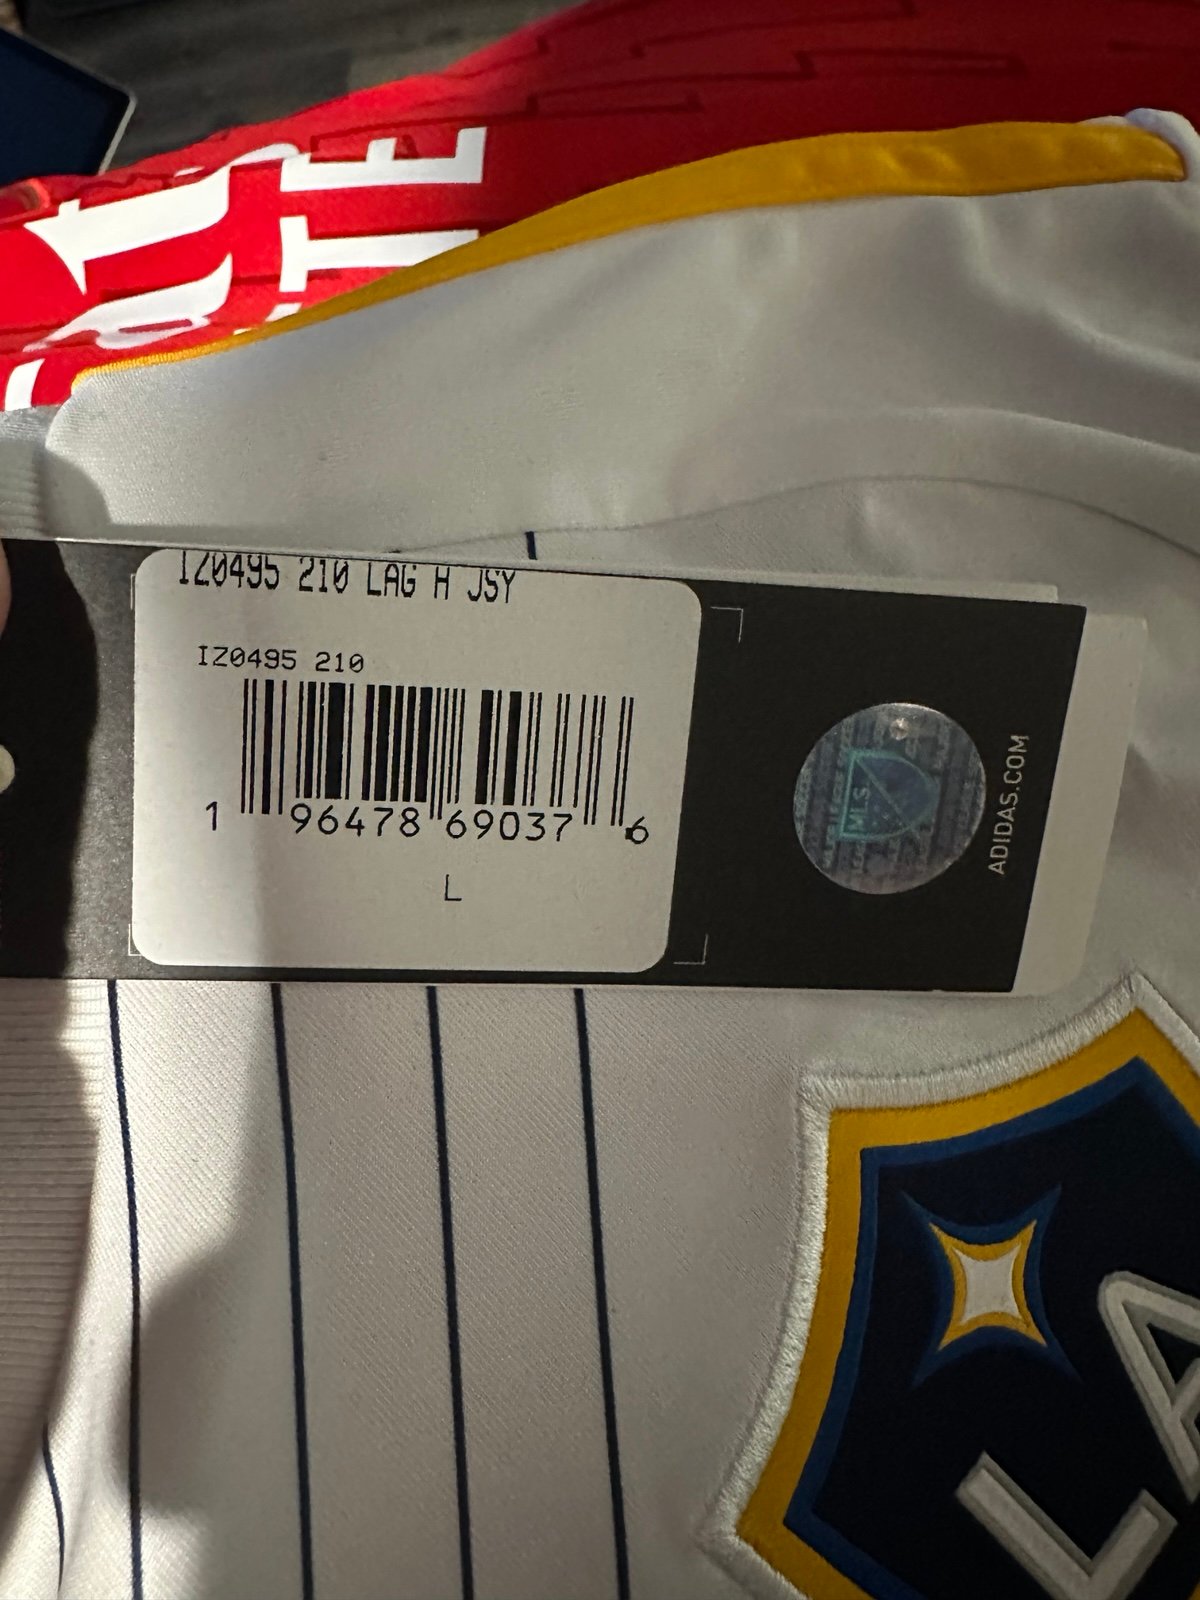 IZ0495 210 LAG H JSY
IZ0495 210
1 96478 69037 6
L
MLS
ADIDAS.COM
LA